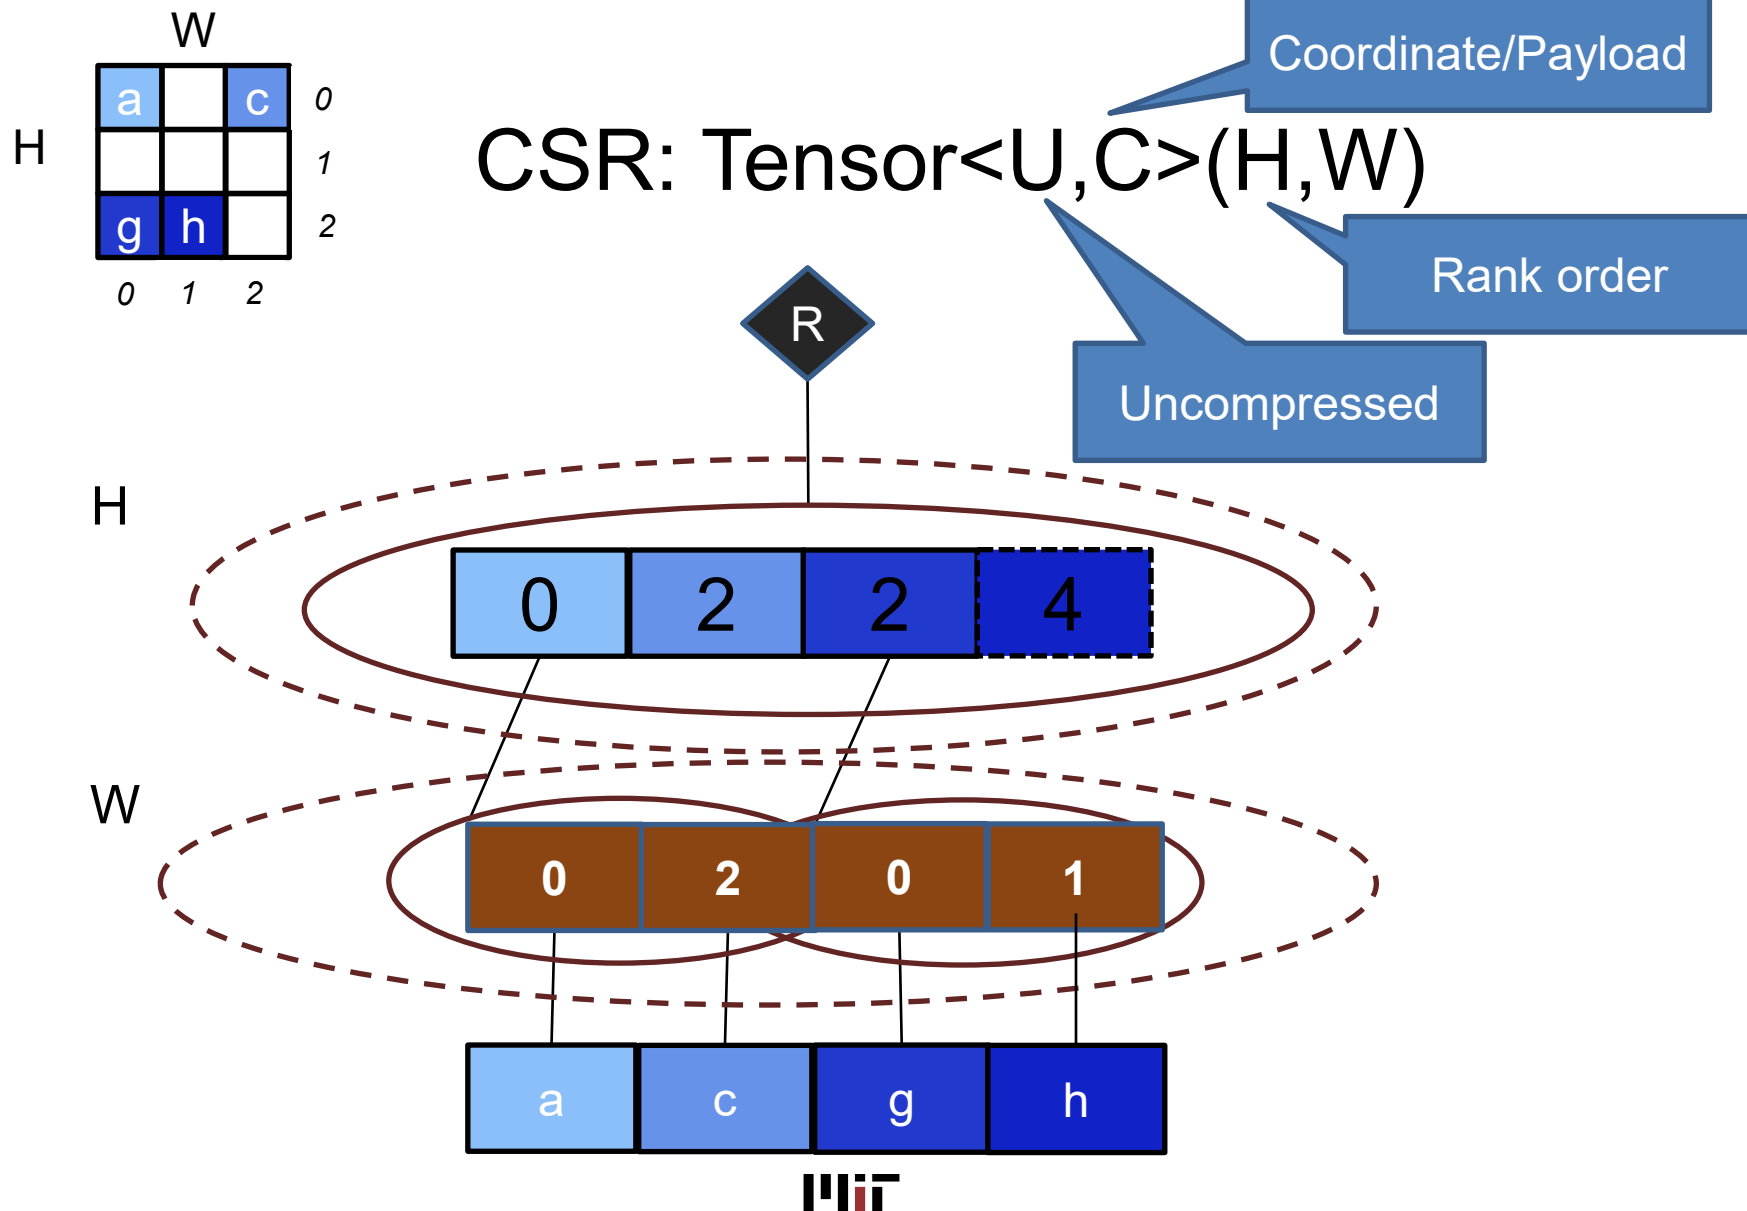 W
Coordinate/Payload
a c 0
H 1
CSR: Tensor<U,C>(H,W)
g h 2
0 1 2
Rank order
R
Uncompressed
H
0 2 2 4
W
0 2 0 1
a c g h
MIT